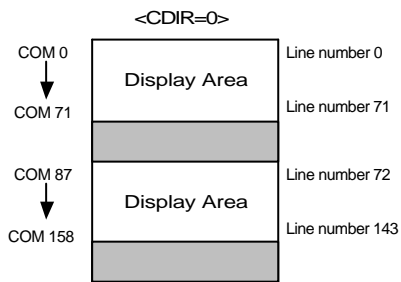 <CDIR=0>
COM 0
Line number 0
Display Area
COM 71
Line number 71
COM 87
Line number 72
Display Area
COM 158
Line number 143